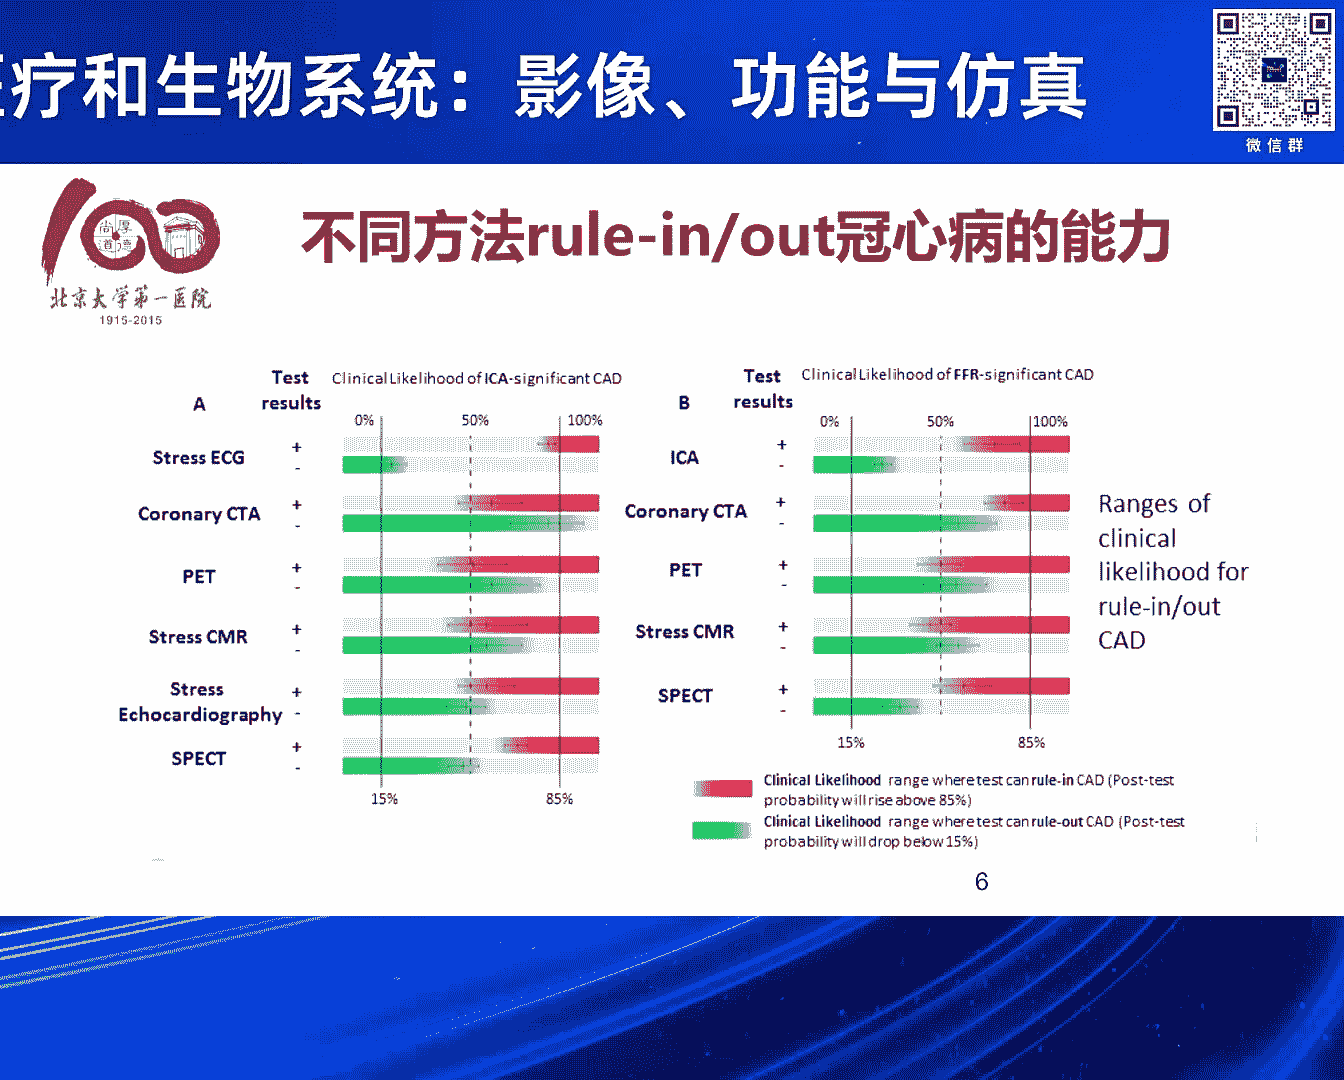 医疗和生物系统：影像、功能与仿真
微信群
北京大学第一医院
1915-2015
不同方法rule-in/out冠心病的能力
A
Test
results
Clinical Likelihood of ICA-significant CAD
0%
50%
100%
Stress ECG
+
-
Coronary CTA
+
-
PET
+
-
Stress CMR
+
-
Stress
Echocardiography
+
-
SPECT
+
-
15%
85%
B
Test
results
Clinical Likelihood of FFR-significant CAD
0%
50%
100%
ICA
+
-
Coronary CTA
+
-
PET
+
-
Stress CMR
+
-
SPECT
+
-
15%
85%
Ranges of
clinical
likelihood for
rule-in/out
CAD
Clinical Likelihood range where test can rule-in CAD (Post-test
probability will rise above 85%)
Clinical Likelihood range where test can rule-out CAD (Post-test
probability will drop below 15%)
6